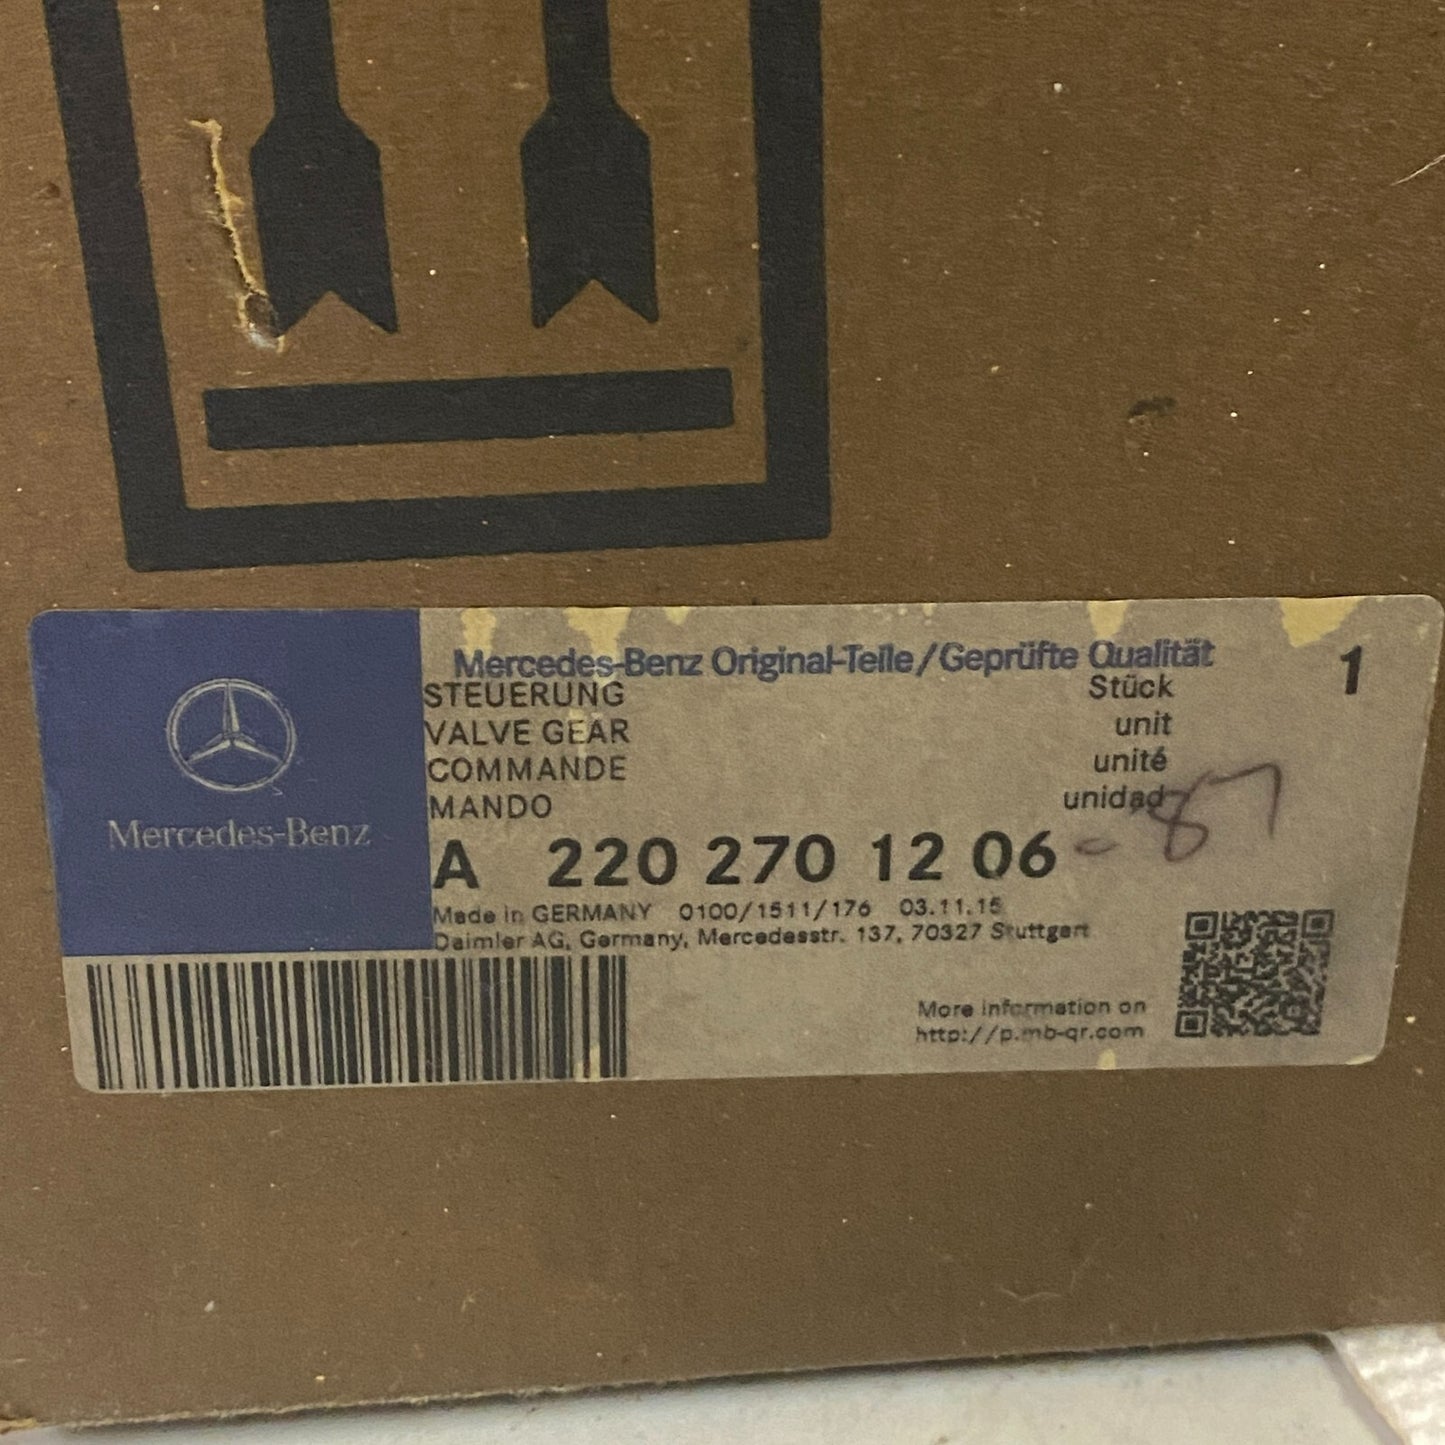 Mercedes-Benz
Mercedes-Benz Original-Teile/Geprüfte Qualität
STEUERUNG Stück 1
VALVE GEAR unit
COMMANDE unité
MANDO unidad
A 220 270 12 06 - 87
Made in GERMANY 0100/1511/176 03.11.15
Daimler AG, Germany, Mercedesstr. 137, 70327 Stuttgart
More information on
http://p.mb-qr.com